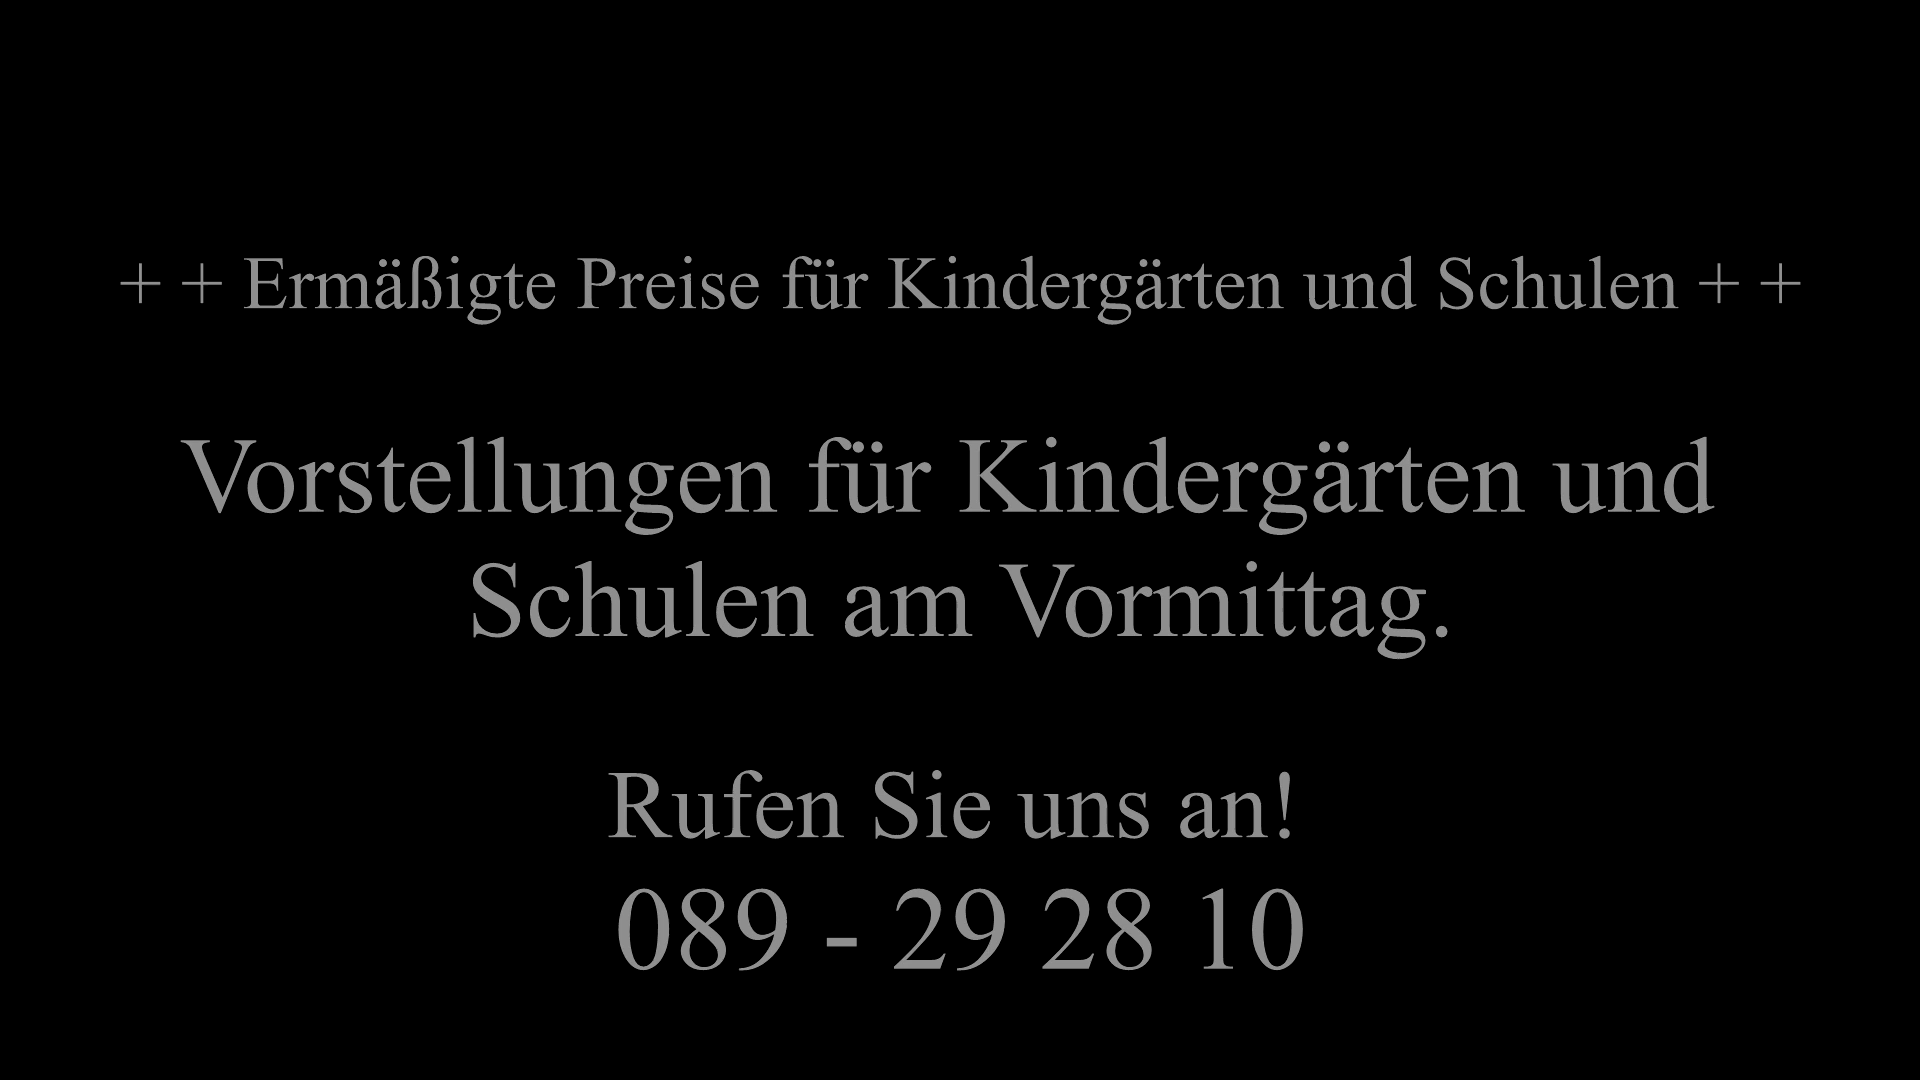 + + Ermäßigte Preise für Kindergärten und Schulen + +
Vorstellungen für Kindergärten und
Schulen am Vormittag.
Rufen Sie uns an!
089 - 29 28 10